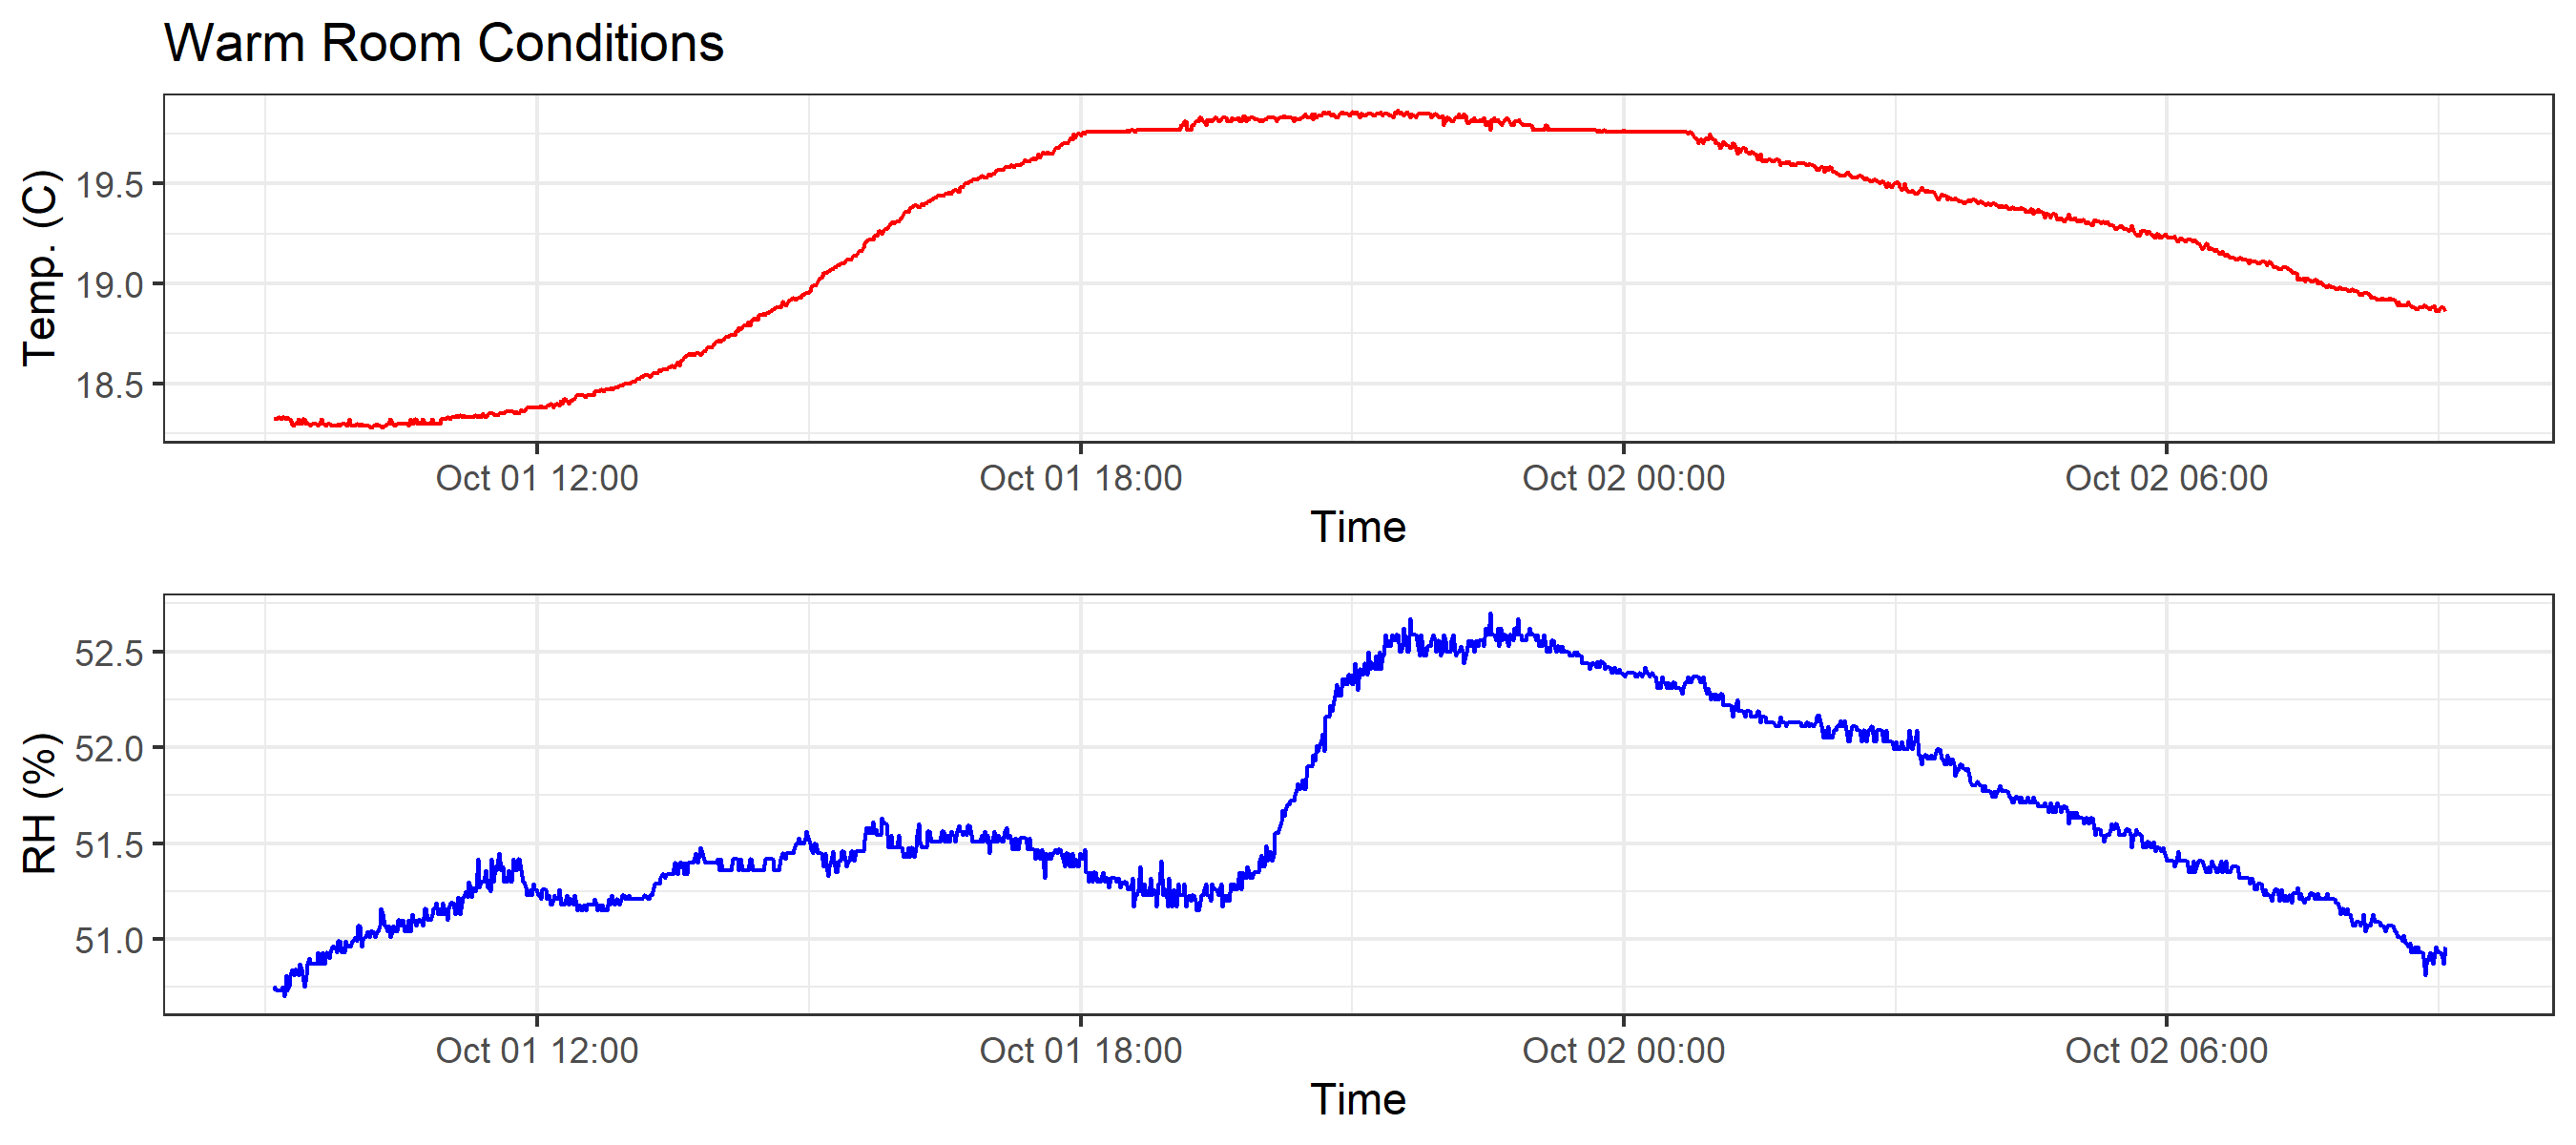 Warm Room Conditions
Temp. (C)
19.5
19.0
18.5
Oct 01 12:00 Oct 01 18:00 Oct 02 00:00 Oct 02 06:00
Time
RH (%)
52.5
52.0
51.5
51.0
Oct 01 12:00 Oct 01 18:00 Oct 02 00:00 Oct 02 06:00
Time